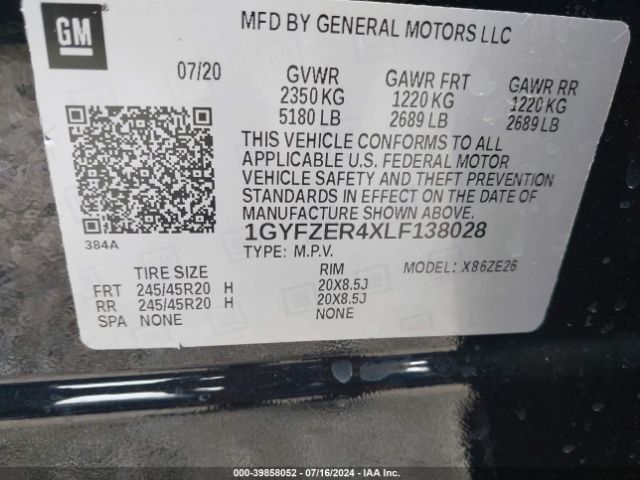 GM
MFD BY GENERAL MOTORS LLC
07/20 GVWR GAWR FRT GAWR RR
2350 KG 1220 KG 1220 KG
5180 LB 2689 LB 2689 LB
THIS VEHICLE CONFORMS TO ALL
APPLICABLE U.S. FEDERAL MOTOR
VEHICLE SAFETY AND THEFT PREVENTION
STANDARDS IN EFFECT ON THE DATE
OF MANUFACTURE SHOWN ABOVE.
384A
1GYFZER4XLF138028
TYPE: M.P.V. MODEL: X86ZE26
TIRE SIZE RIM
FRT 245/45R20 H 20X8.5J
RR 245/45R20 H 20X8.5J
SPA NONE NONE
000-39858052 - 07/16/2024 - IAA Inc.